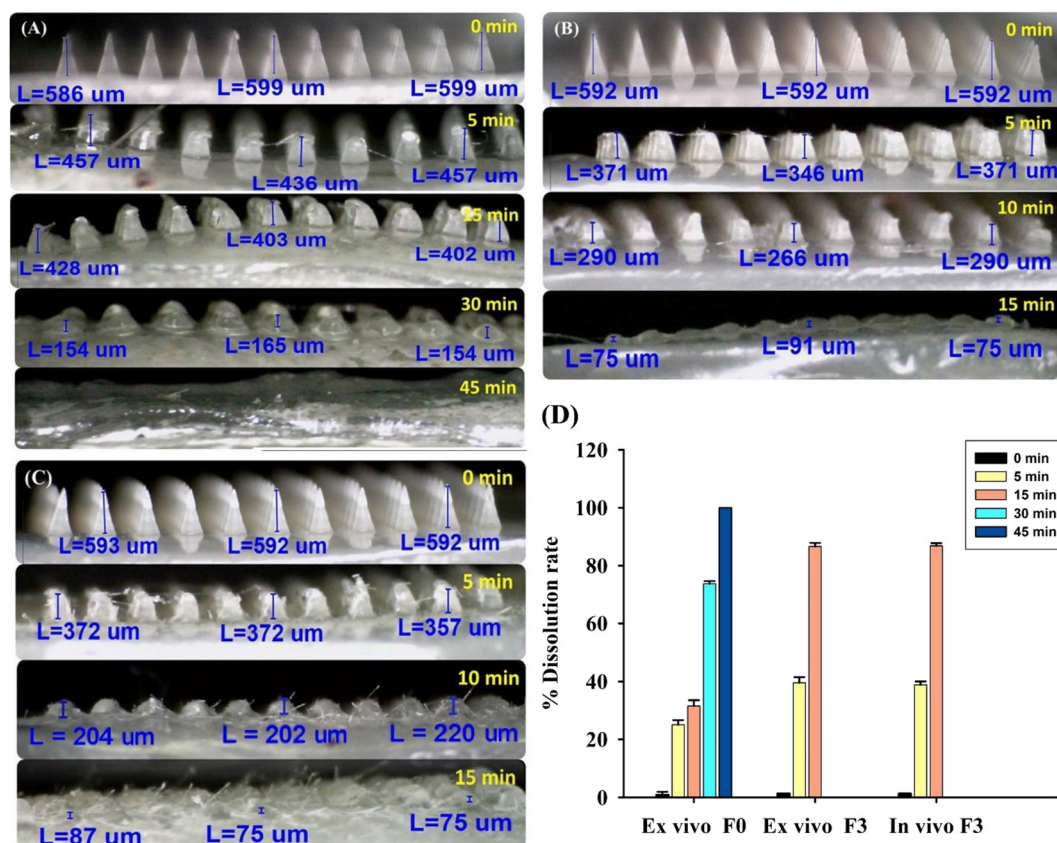 (A)
0 min
L=586 um
L=599 um
L=599 um
5 min
L=457 um
L=436 um
L=457 um
15 min
L=428 um
L=403 um
L=402 um
30 min
L=154 um
L=165 um
L=154 um
45 min
(B)
0 min
L=592 um
L=592 um
L=592 um
5 min
L=371 um
L=346 um
L=371 um
10 min
L=290 um
L=266 um
L=290 um
15 min
L=75 um
L=91 um
L=75 um
(C)
0 min
L=593 um
L=592 um
L=592 um
5 min
L=372 um
L=372 um
L=357 um
10 min
L = 204 um
L = 202 um
L = 220 um
15 min
L=87 um
L=75 um
L=75 um
(D)
% Dissolution rate
120
100
80
60
40
20
0
0 min
5 min
15 min
30 min
45 min
Ex vivo F0
Ex vivo F3
In vivo F3